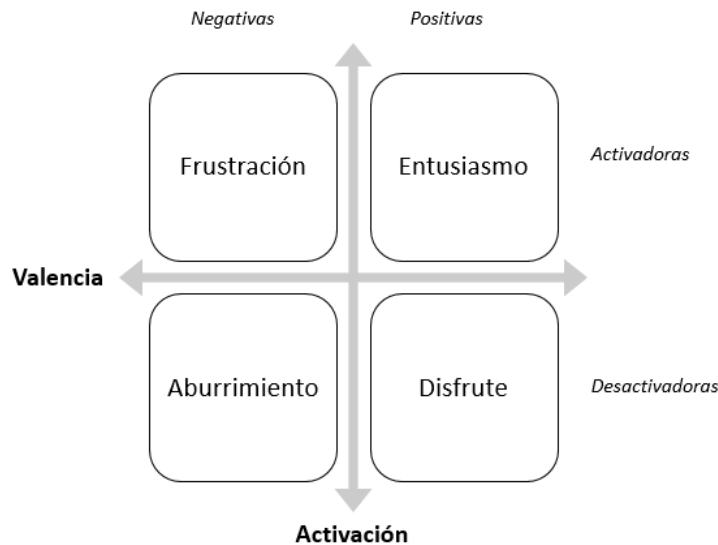 Negativas
Positivas
Frustración
Entusiasmo
Activadoras
Valencia
Aburrimiento
Disfrute
Desactivadoras
Activación